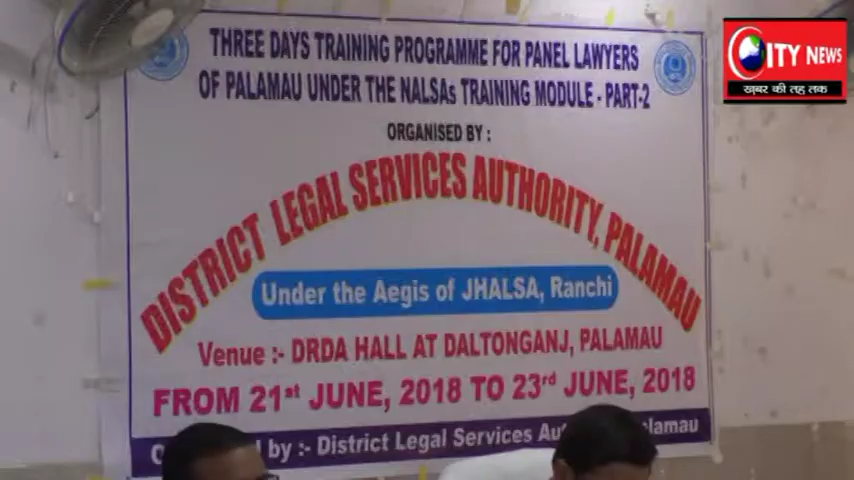 THREE DAYS TRAINING PROGRAMME FOR PANEL LAWYERS
OF PALAMAU UNDER THE NALSAs TRAINING MODULE - PART-2
ORGANISED BY :
DISTRICT LEGAL SERVICES AUTHORITY, PALAMAU
Under the Aegis of JHALSA, Ranchi
Venue :- DRDA HALL AT DALTONGANJ, PALAMAU
FROM 21st JUNE, 2018 TO 23rd JUNE, 2018
by :- District Legal Services
CITY NEWS
खबर की तह तक